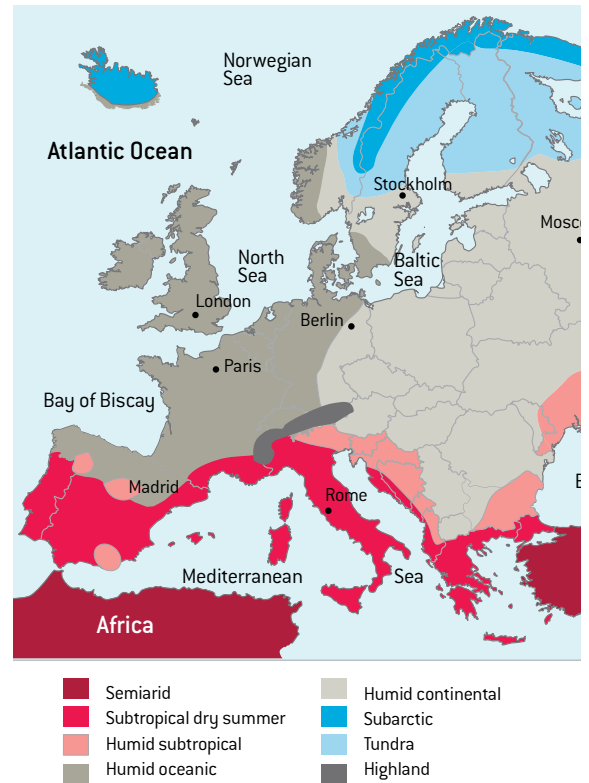 Norwegian
Sea
Atlantic Ocean
Stockholm
Mosc
North
Sea
Baltic
Sea
London
Berlin
Paris
Bay of Biscay
Madrid
Rome
B
Mediterranean
Sea
Africa
Semiarid
Subtropical dry summer
Humid subtropical
Humid oceanic
Humid continental
Subarctic
Tundra
Highland